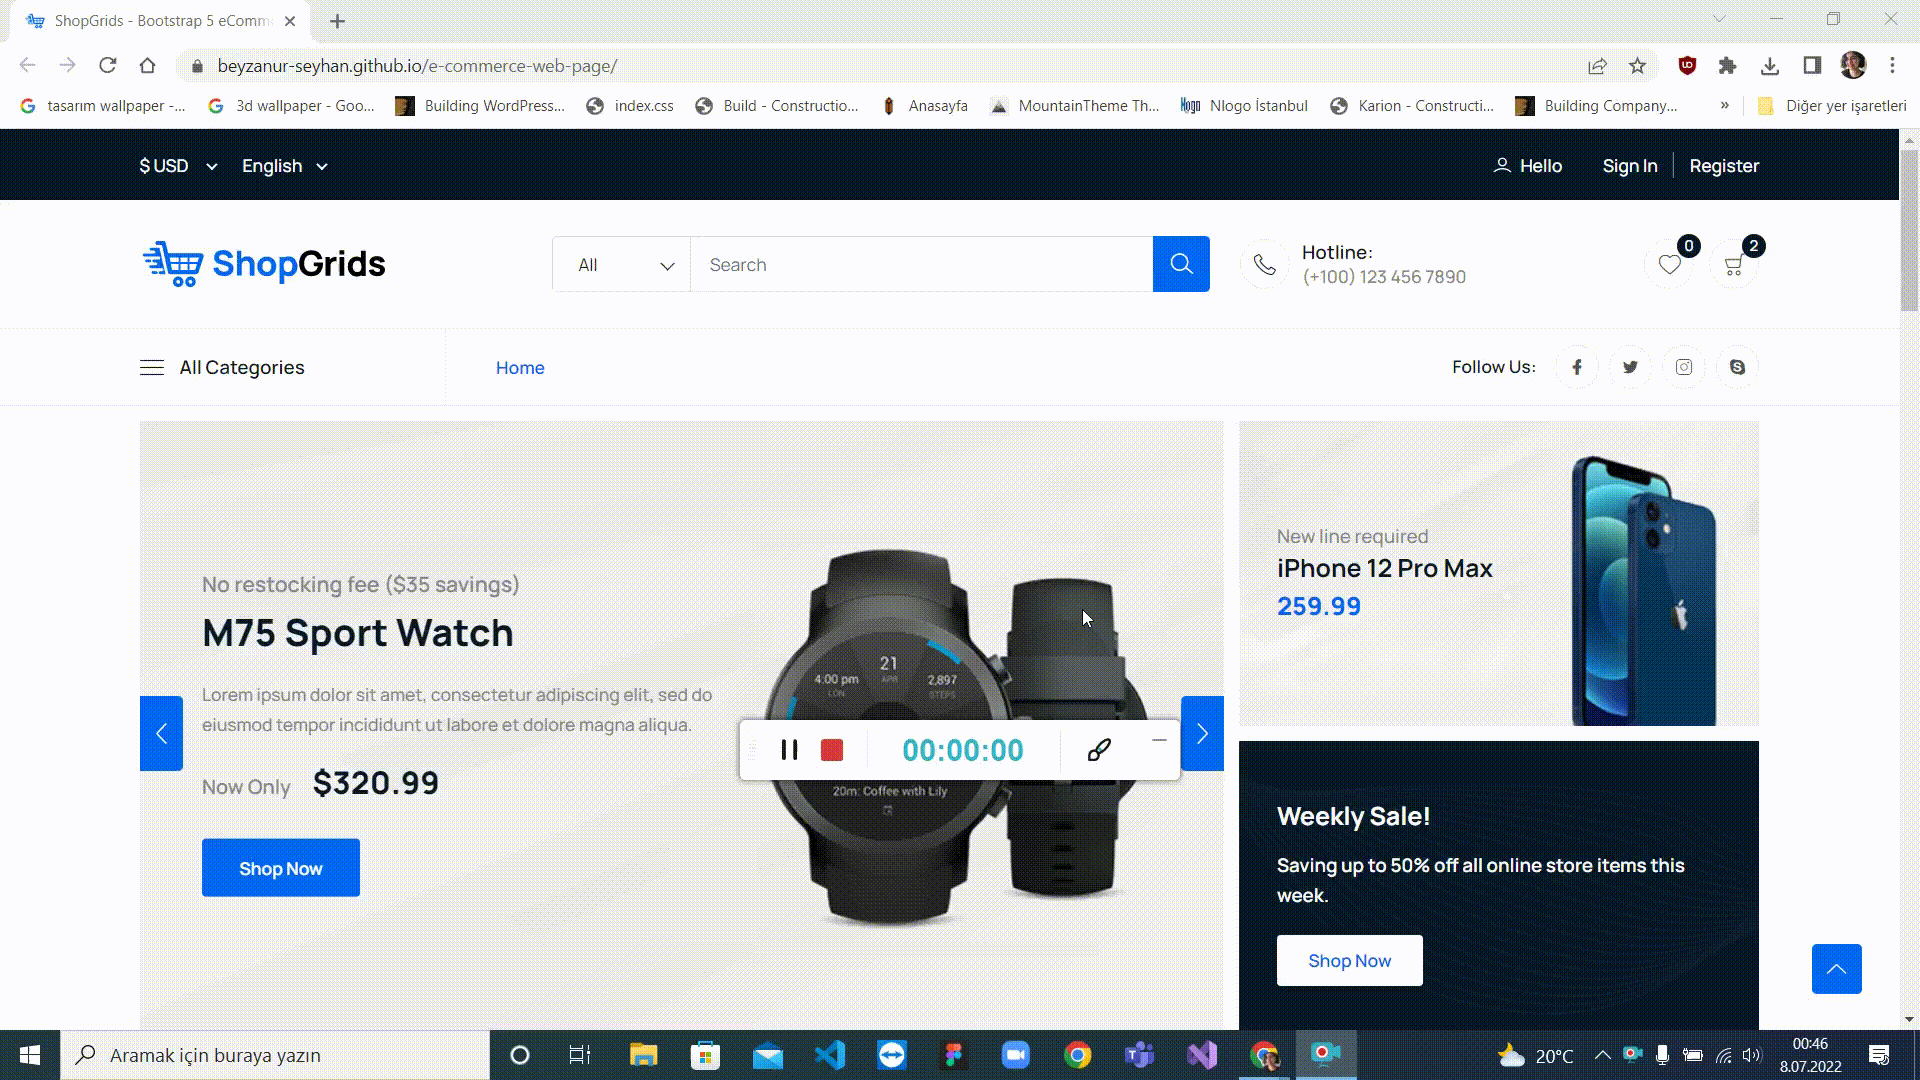 ShopGrids - Bootstrap 5 eComm
beyzanur-seyhan.github.io/e-commerce-web-page/
tasarım wallpaper -...
3d wallpaper - Goo...
Building WordPress...
index.css
Build - Constructio...
Anasayfa
MountainTheme Th...
Nlogo İstanbul
Karion - Constructi...
Building Company...
»
Diğer yer işaretleri
$ USD
English
Hello
Sign In
Register
ShopGrids
All
Search
Hotline:
(+100) 123 456 7890
0
2
All Categories
Home
Follow Us:
No restocking fee ($35 savings)
M75 Sport Watch
Lorem ipsum dolor sit amet, consectetur adipiscing elit, sed do
eiusmod tempor incididunt ut labore et dolore magna aliqua.
Now Only $320.99
Shop Now
21
APR
4:00 pm
LON
2,897
STEPS
00:00:00
20m: Coffee with Lily
New line required
iPhone 12 Pro Max
259.99
Weekly Sale!
Saving up to 50% off all online store items this
week.
Shop Now
Aramak için buraya yazın
20°C
00:46
8.07.2022